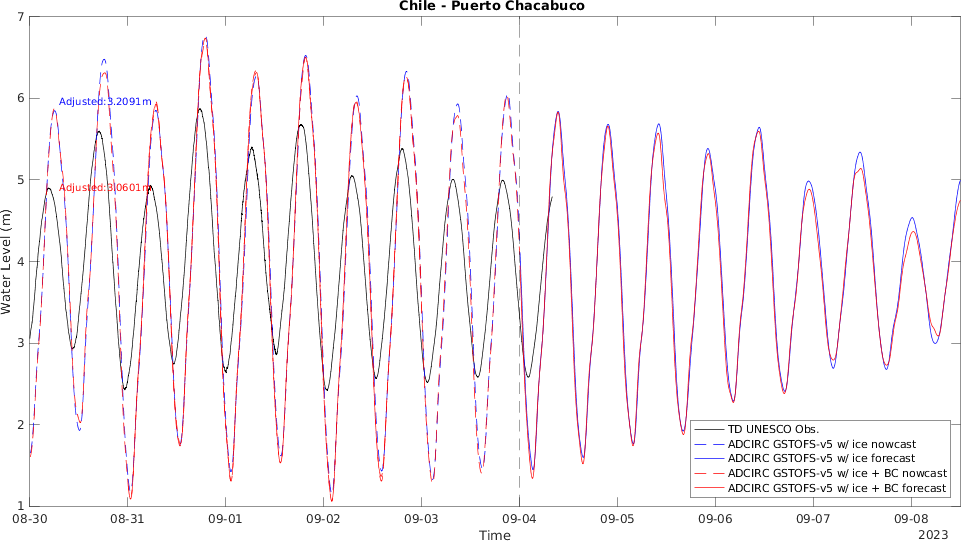 Chile - Puerto Chacabuco
7
6
5
4
3
2
1
Water Level (m)
Adjusted:3.2091m
Adjusted:3.0601m
TD UNESCO Obs.
ADCIRC GSTOFS-v5 w/ ice nowcast
ADCIRC GSTOFS-v5 w/ ice forecast
ADCIRC GSTOFS-v5 w/ ice + BC nowcast
ADCIRC GSTOFS-v5 w/ ice + BC forecast
08-30 08-31 09-01 09-02 09-03 09-04 09-05 09-06 09-07 09-08
Time
2023